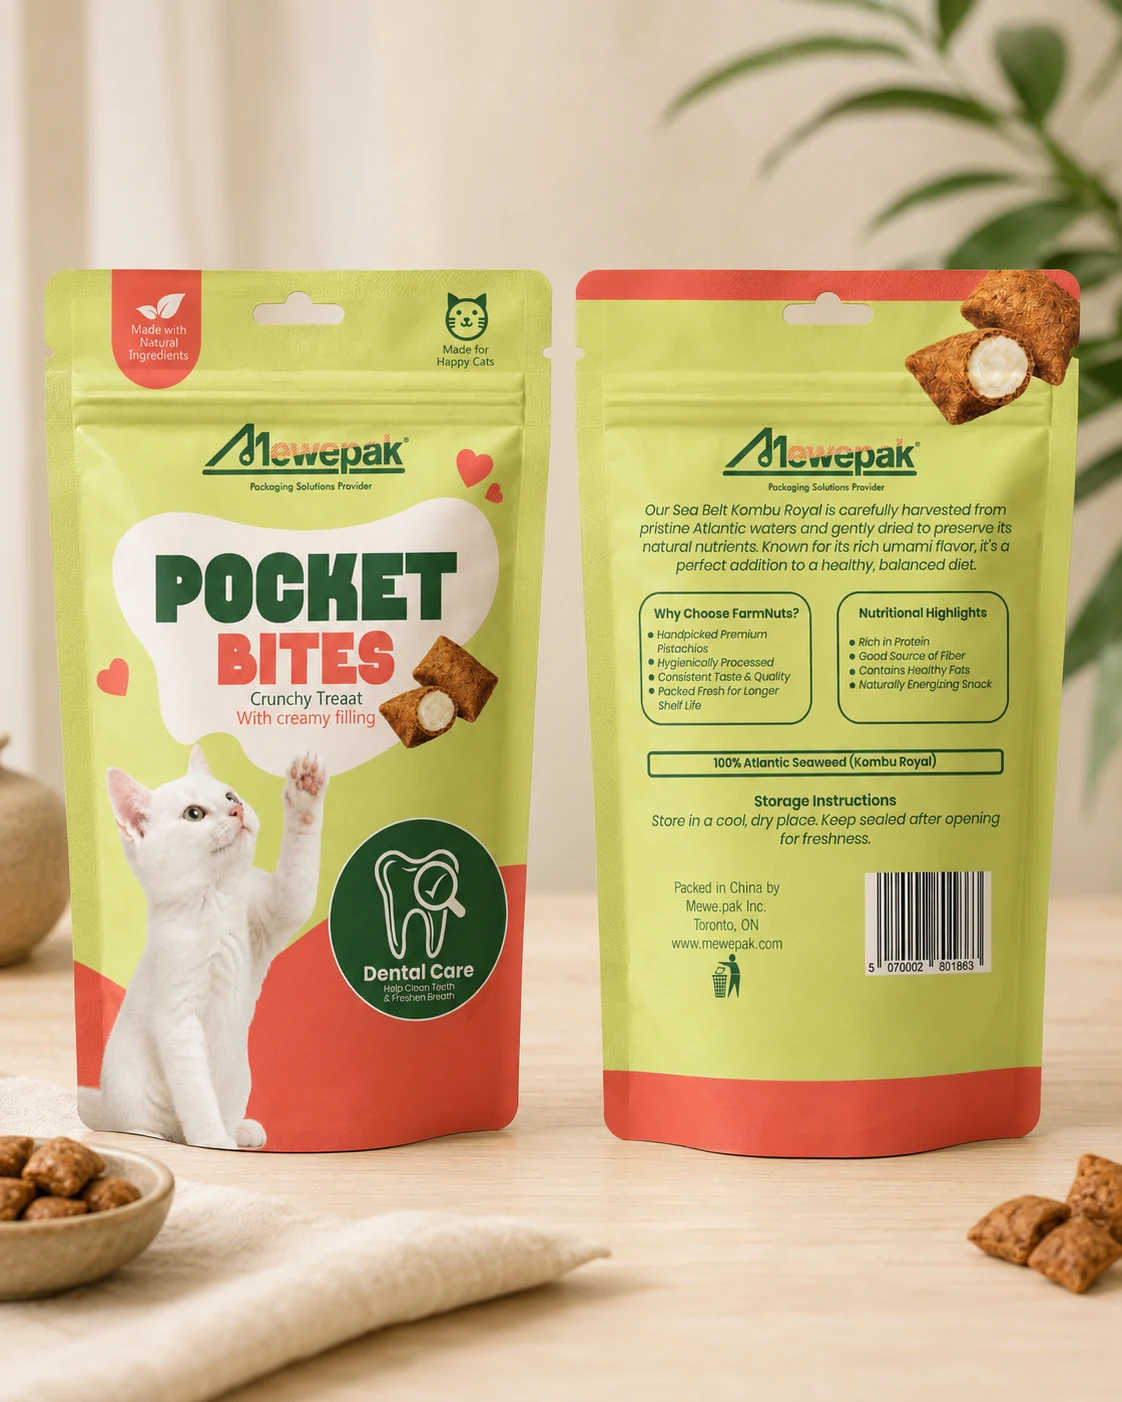 Made with
Natural
Ingredients
Made for
Happy Cats
Mewepak®
Packaging Solutions Provider
POCKET
BITES
Crunchy Treaat
With creamy filling
Dental Care
Help Clean Teeth
& Freshen Breath
Mewepak®
Packaging Solutions Provider
Our Sea Belt Kombu Royal is carefully harvested from
pristine Atlantic waters and gently dried to preserve its
natural nutrients. Known for its rich umami flavor, it's a
perfect addition to a healthy, balanced diet.
Why Choose FarmNuts?
• Handpicked Premium
Pistachios
• Hygienically Processed
• Consistent Taste & Quality
• Packed Fresh for Longer
Shelf Life
Nutritional Highlights
• Rich in Protein
• Good Source of Fiber
• Contains Healthy Fats
• Naturally Energizing Snack
100% Atlantic Seaweed (Kombu Royal)
Storage Instructions
Store in a cool, dry place. Keep sealed after opening
for freshness.
Packed in China by
Mewe.pak Inc.
Toronto, ON
www.mewepak.com
5 070002 801863